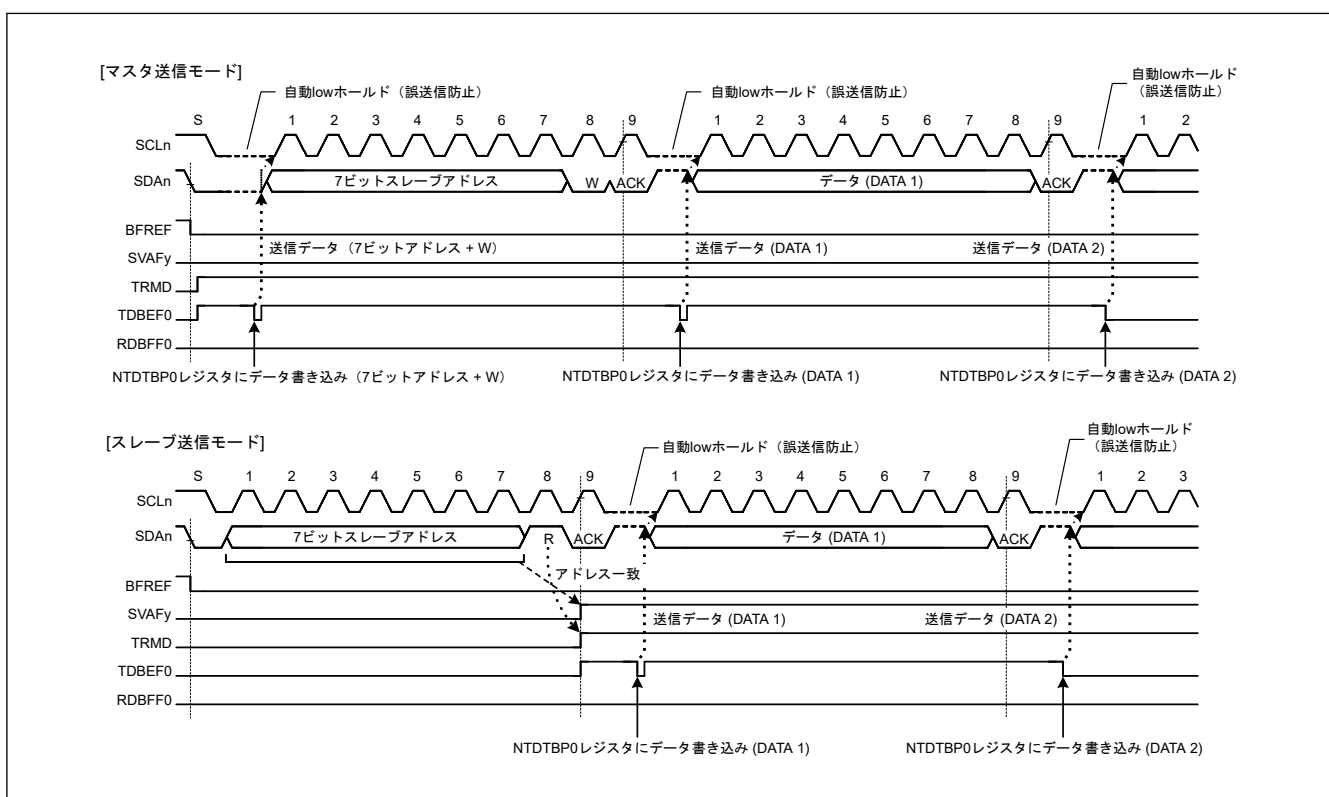 [マスタ送信モード]
自動lowホールド（誤送信防止）
自動lowホールド（誤送信防止）
自動lowホールド
（誤送信防止）
S 1 2 3 4 5 6 7 8 9 1 2 3 4 5 6 7 8 9 1 2
SCLn
SDAn 7ビットスレーブアドレス W ACK データ (DATA 1) ACK
BFREF
送信データ（7ビットアドレス + W） 送信データ (DATA 1) 送信データ (DATA 2)
SVAFy
TRMD
TDBEF0
RDBFF0
NTDTBP0レジスタにデータ書き込み（7ビットアドレス + W） NTDTBP0レジスタにデータ書き込み (DATA 1) NTDTBP0レジスタにデータ書き込み (DATA 2)
[スレーブ送信モード]
自動lowホールド（誤送信防止）
自動lowホールド
（誤送信防止）
S 1 2 3 4 5 6 7 8 9 1 2 3 4 5 6 7 8 9 1 2 3
SCLn
SDAn 7ビットスレーブアドレス R ACK データ (DATA 1) ACK
アドレス一致
BFREF
SVAFy 送信データ (DATA 1) 送信データ (DATA 2)
TRMD
TDBEF0
RDBFF0
NTDTBP0レジスタにデータ書き込み (DATA 1) NTDTBP0レジスタにデータ書き込み (DATA 2)